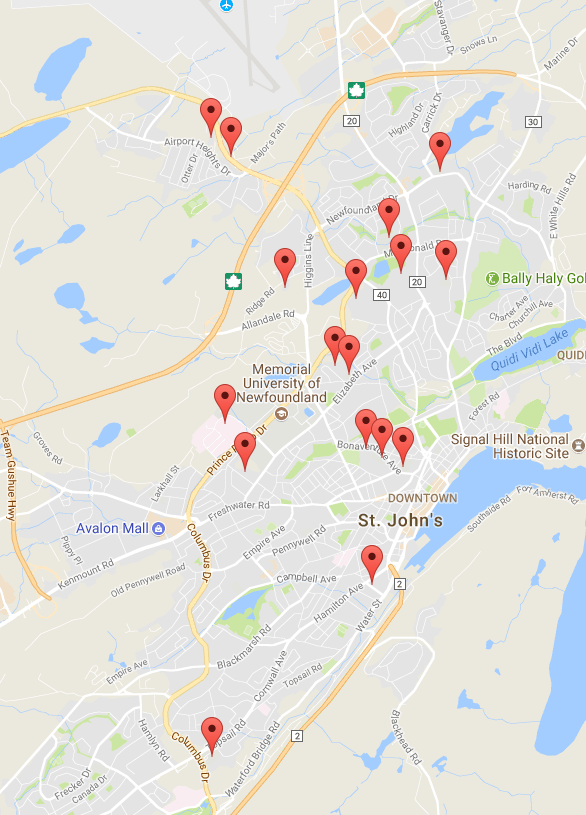 Stavanger Dr
Snows Ln
Marine Dr
20
Highland Dr
Carrick Dr
30
Airport Heights Dr
Major's Path
Otter Dr
Harding Rd
E White Hills Rd
Newfoundland Dr
Higgins Line
20
40
Bally Haly Gol
Ridge Rd
Allandale Rd
Charter Ave
Churchill Ave
The Blvd
Quidi Vidi Lake
QUIDI
Memorial
University of
Newfoundland
Elizabeth Ave
Forest Rd
Team Gushue Hwy
Groves Rd
Prince
Dr
Bonaventure Ave
Signal Hill National
Historic Site
Larkhall St
DOWNTOWN
St. John's
Fort Amherst Rd
Southside Rd
Freshwater Rd
Avalon Mall
Columbus Dr
Empire Ave
Pennywell Rd
Pippy Pl
Kenmount Rd
Old Pennywell Road
Campbell Ave
2
Hamilton Ave
Water St
Blackmarsh Rd
Empire Ave
Cornwall Ave
Topsail Rd
Hamlyn Rd
Columbus Dr
Topsail Rd
2
Blackhead Rd
Waterford Bridge Rd
Frecker Dr
Canada Dr